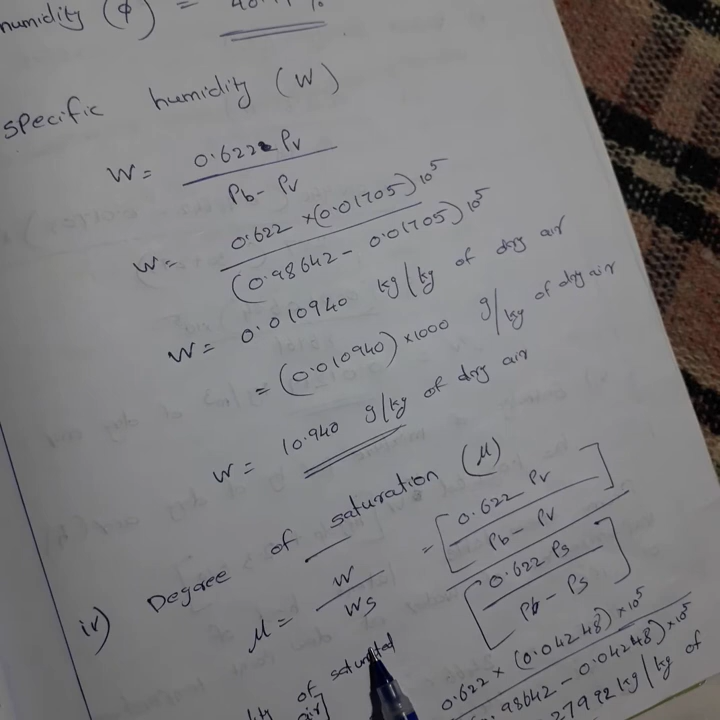 humidity (ϕ) =
specific humidity (W)
W = 0.622 Pv / Pb - Pv
W = 0.622 × (0.01705) 10^5 / (0.98642 - 0.01705) 10^5
W = 0.010940 kg/kg of dry air
= (0.010940) ×1000 g/kg of dry air
W = 10.940 g/kg of dry air
iv) Degree of saturation (μ)
μ = W / Ws = [0.622 Pv / Pb - Pv] / [0.622 Ps / Pb - Ps]
of saturated
air]
0.622 × (0.04248) ×10^5
98642 - 0.04248) ×10^5
27992 kg/kg of